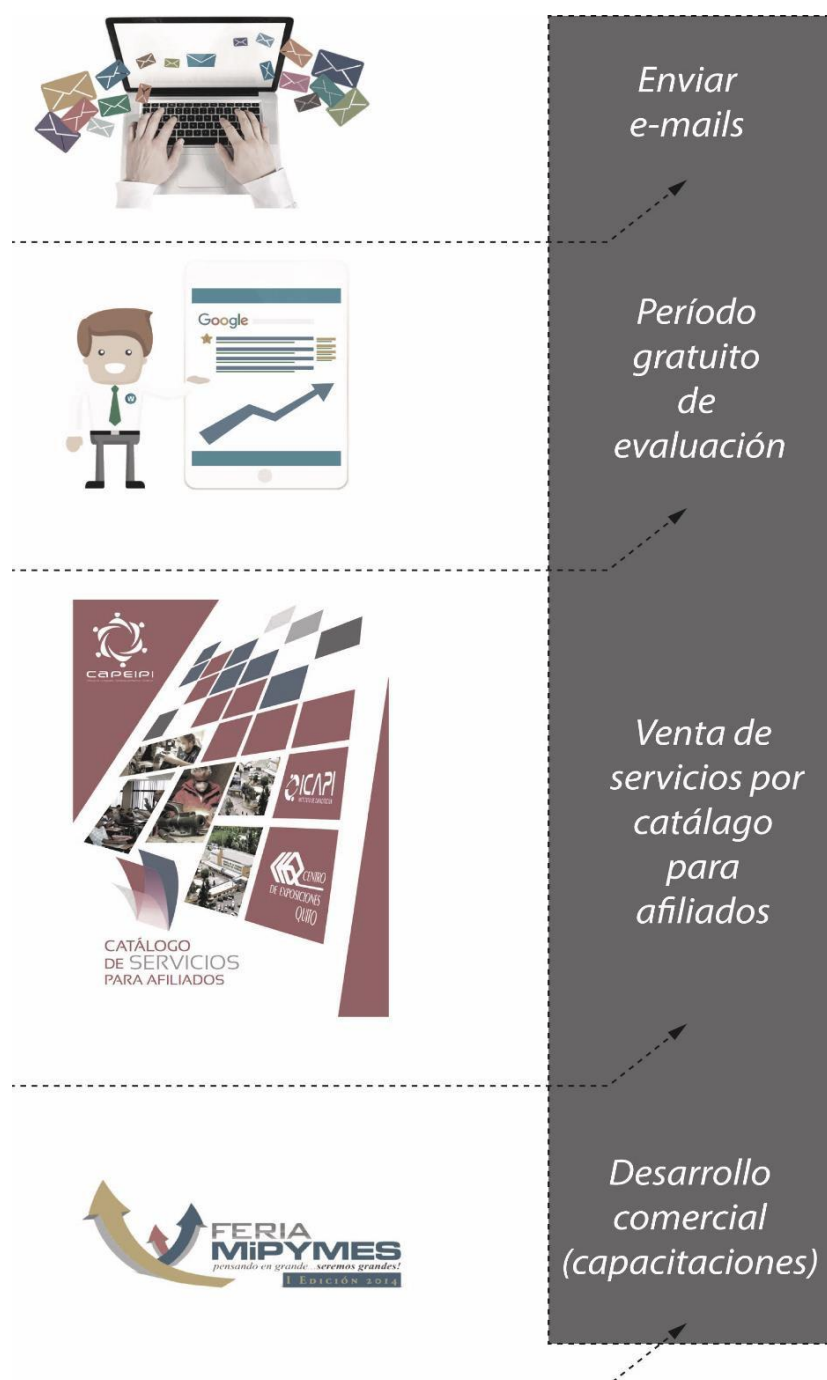 Enviar
e-mails
Google
W
Período
gratuito
de
evaluación
CAPEIPI
ICAPI
CENTRO
DE EXPOSICIONES
QUITO
CATÁLOGO
DE SERVICIOS
PARA AFILIADOS
Venta de
servicios por
catálago
para
afiliados
FERIA
MiPYMES
pensando en grande...seremos grandes!
I EDICIÓN 2014
Desarrollo
comercial
(capacitaciones)